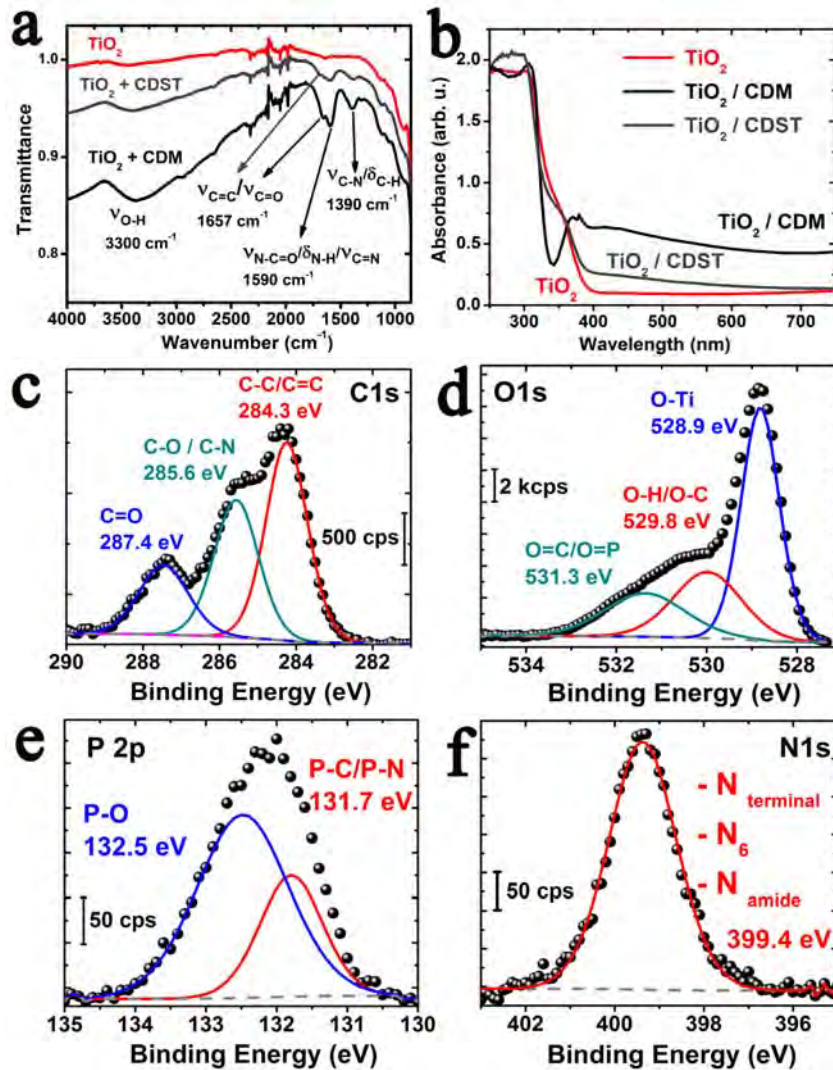 a
TiO2
TiO2 + CDST
TiO2 + CDM
νO-H
3300 cm-1
νC=C/νC=O
1657 cm-1
νN-C=O/δN-H/νC=N
1590 cm-1
νC-N/δC-H
1390 cm-1
Transmittance
1.0
0.9
0.8
4000 3500 3000 2500 2000 1500 1000
Wavenumber (cm-1)
b
TiO2
TiO2 / CDM
TiO2 / CDST
TiO2 / CDM
TiO2 / CDST
TiO2
Absorbance (arb. u.)
2.0
1.5
1.0
0.5
0.0
300 400 500 600 700
Wavelength (nm)
c
C1s
C-C/C=C
284.3 eV
C-O / C-N
285.6 eV
C=O
287.4 eV
500 cps
290 288 286 284 282
Binding Energy (eV)
d
O1s
O-Ti
528.9 eV
2 kcps
O-H/O-C
529.8 eV
O=C/O=P
531.3 eV
534 532 530 528
Binding Energy (eV)
e
P 2p
P-C/P-N
131.7 eV
P-O
132.5 eV
50 cps
135 134 133 132 131 130
Binding Energy (eV)
f
N1s
- N terminal
- N6
- N amide
399.4 eV
50 cps
402 400 398 396
Binding Energy (eV)